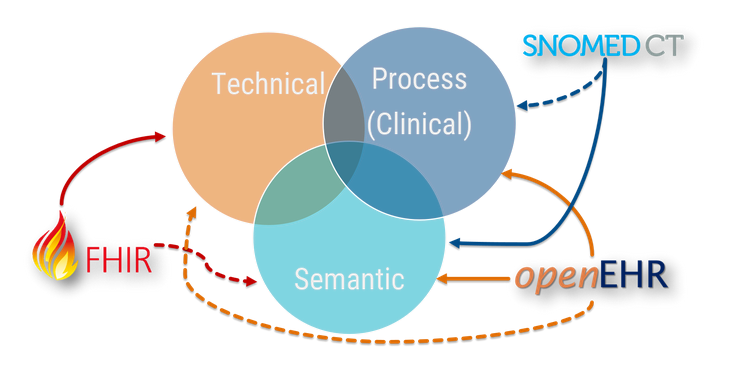 SNOMED CT
Technical
Process
(Clinical)
FHIR
Semantic
openEHR